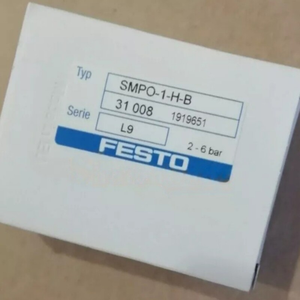 Typ SMPO-1-H-B
31 008 1919651
Serie L9 2 - 6 bar
FESTO